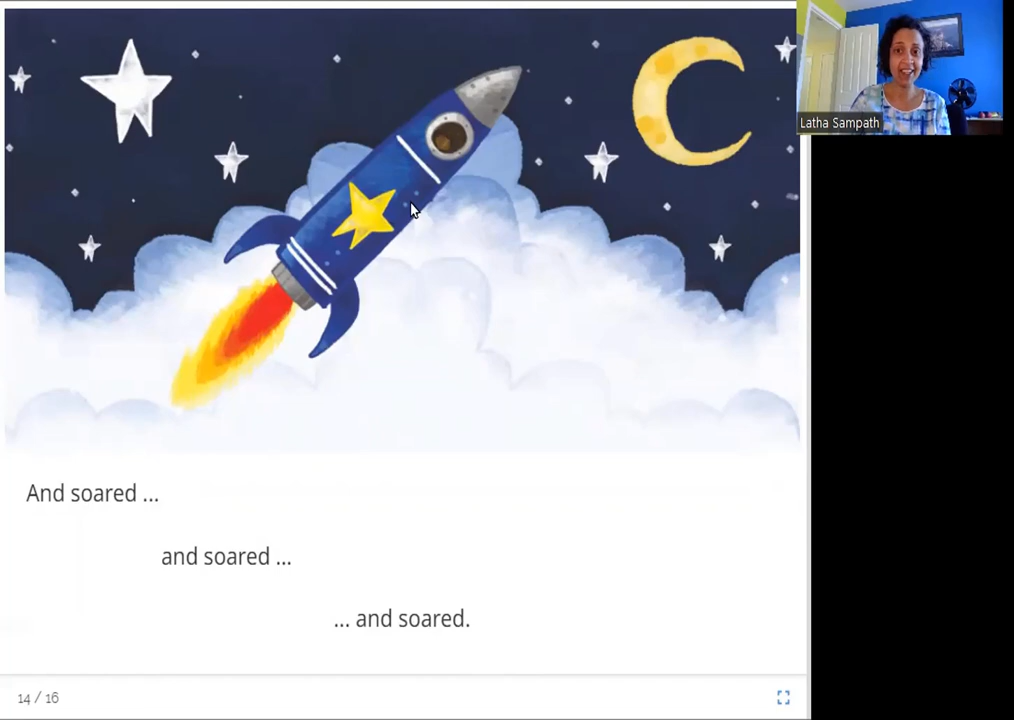 Latha Sampath
And soared ...
and soared ...
... and soared.
14 / 16